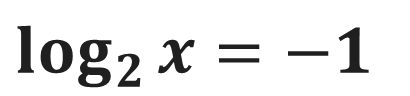 log₂ x = −1